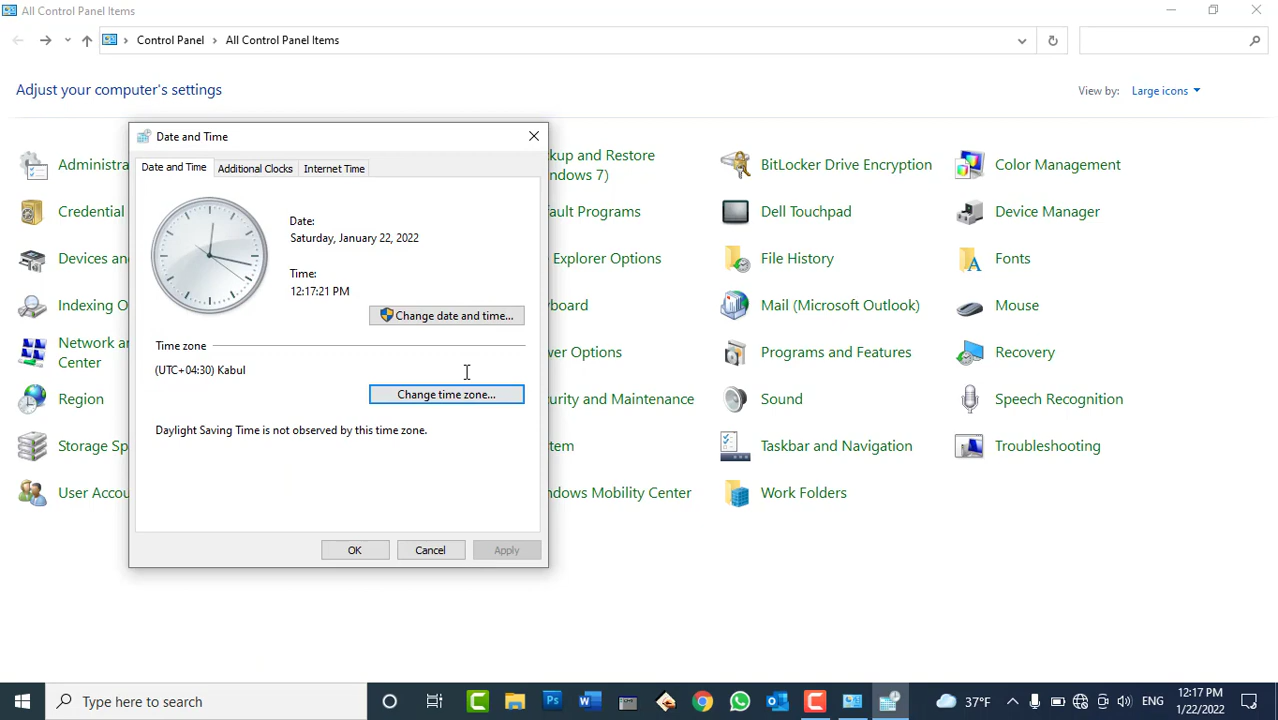 All Control Panel Items
Control Panel
All Control Panel Items
Adjust your computer's settings
View by:
Large icons
Date and Time
Date and Time
Additional Clocks
Internet Time
Date:
Saturday, January 22, 2022
Time:
12:17:21 PM
Change date and time...
Time zone
(UTC+04:30) Kabul
Change time zone...
Daylight Saving Time is not observed by this time zone.
OK
Cancel
Apply
Administra
kup and Restore
ndows 7)
BitLocker Drive Encryption
Color Management
Credential
fault Programs
Dell Touchpad
Device Manager
Devices an
Explorer Options
File History
Fonts
Indexing O
board
Mail (Microsoft Outlook)
Mouse
Network an
Center
wer Options
Programs and Features
Recovery
Region
urity and Maintenance
Sound
Speech Recognition
Storage Sp
tem
Taskbar and Navigation
Troubleshooting
User Accou
ndows Mobility Center
Work Folders
Type here to search
Ps
37°F
ENG
12:17 PM
1/22/2022